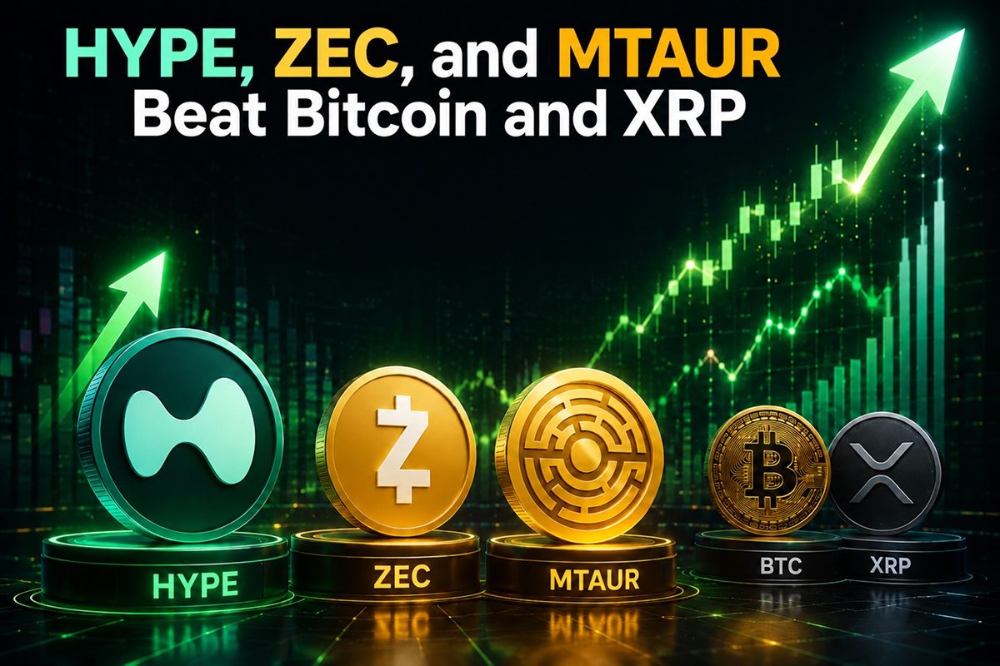 HYPE, ZEC, and MTAUR
Beat Bitcoin and XRP
HYPE
ZEC
MTAUR
BTC
XRP